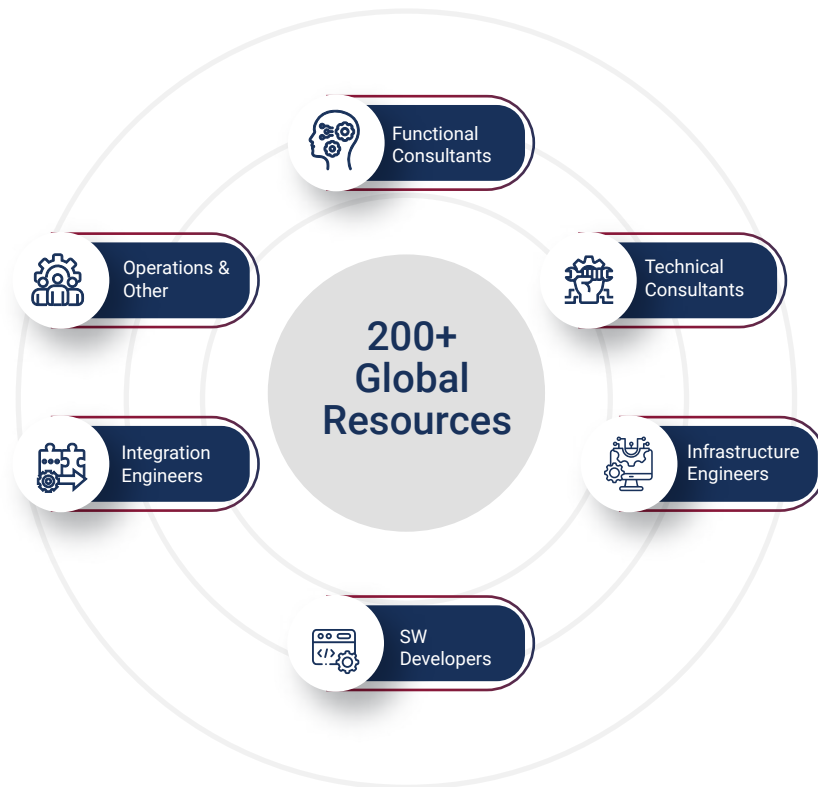 Functional
Consultants
Operations &
Other
Technical
Consultants
200+
Global
Resources
Integration
Engineers
Infrastructure
Engineers
SW
Developers